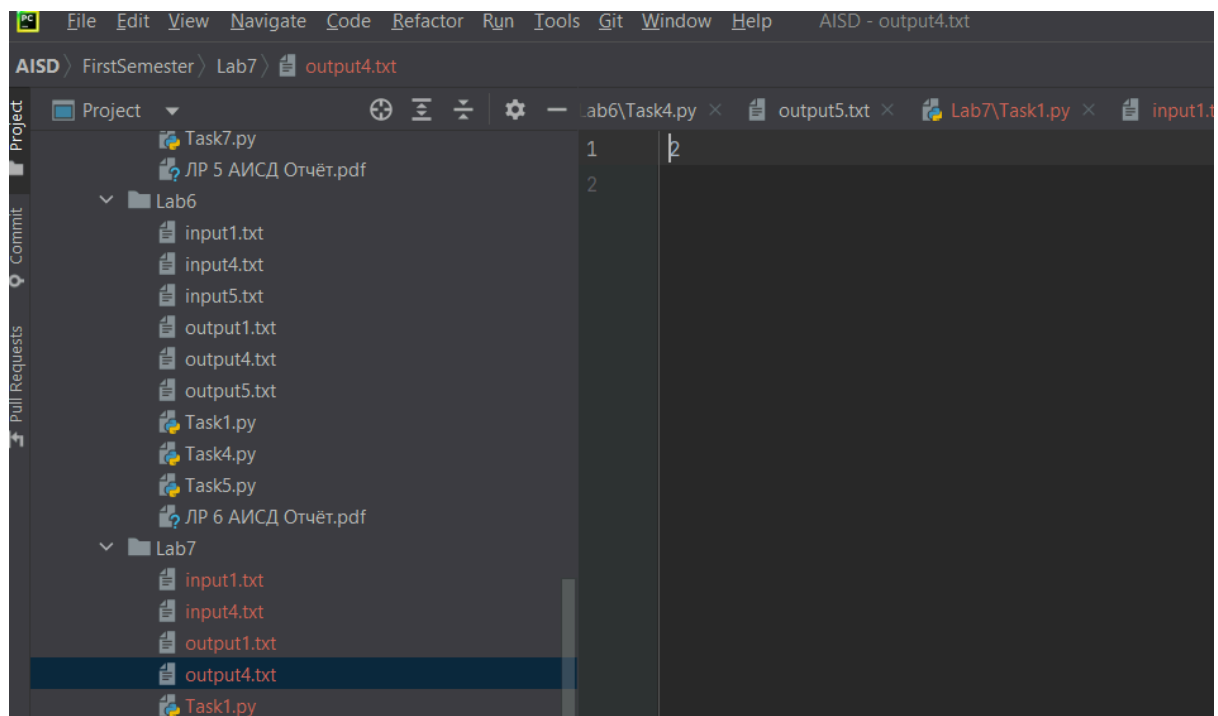 PC
File Edit View Navigate Code Refactor Run Tools Git Window Help AISD - output4.txt
AISD FirstSemester Lab7 output4.txt
Project
Commit
Pull Requests
Project
Task7.py
ЛР 5 АИСД Отчёт.pdf
Lab6
input1.txt
input4.txt
input5.txt
output1.txt
output4.txt
output5.txt
Task1.py
Task4.py
Task5.py
ЛР 6 АИСД Отчёт.pdf
Lab7
input1.txt
input4.txt
output1.txt
output4.txt
Task1.py
.ab6\Task4.py output5.txt Lab7\Task1.py input1.t
1 2
2